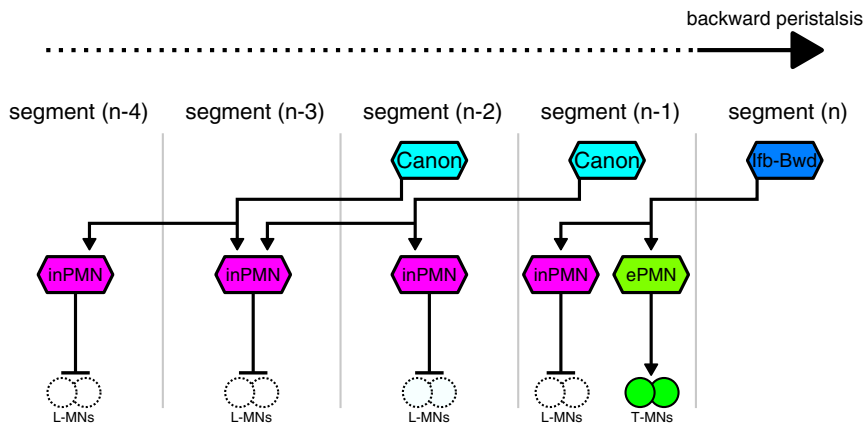 backward peristalsis
segment (n-4)
segment (n-3)
segment (n-2)
segment (n-1)
segment (n)
Canon
Canon
Ifb-Bwd
inPMN
inPMN
inPMN
inPMN
ePMN
L-MNs
L-MNs
L-MNs
L-MNs
T-MNs